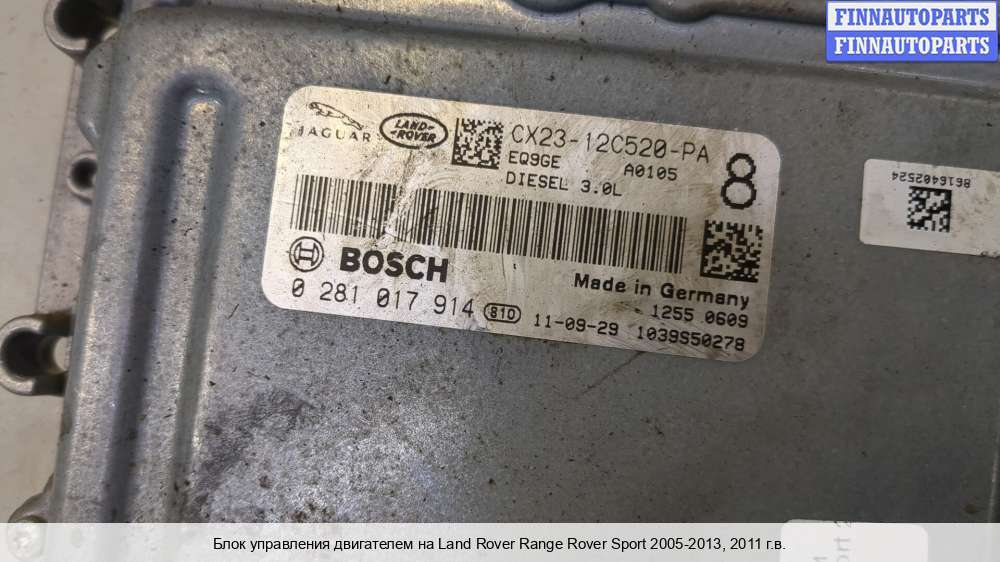 FINNAUTOPARTS
FINNAUTOPARTS
JAGUAR
LAND-
ROVER
CX23-12C520-PA
8
EQ9GE A0105
DIESEL 3.0L
8616402524
BOSCH
Made in Germany
0 281 017 914 810 11-09-29
1255 0609
1039S50278
Блок управления двигателем на Land Rover Range Rover Sport 2005-2013, 2011 г.в.